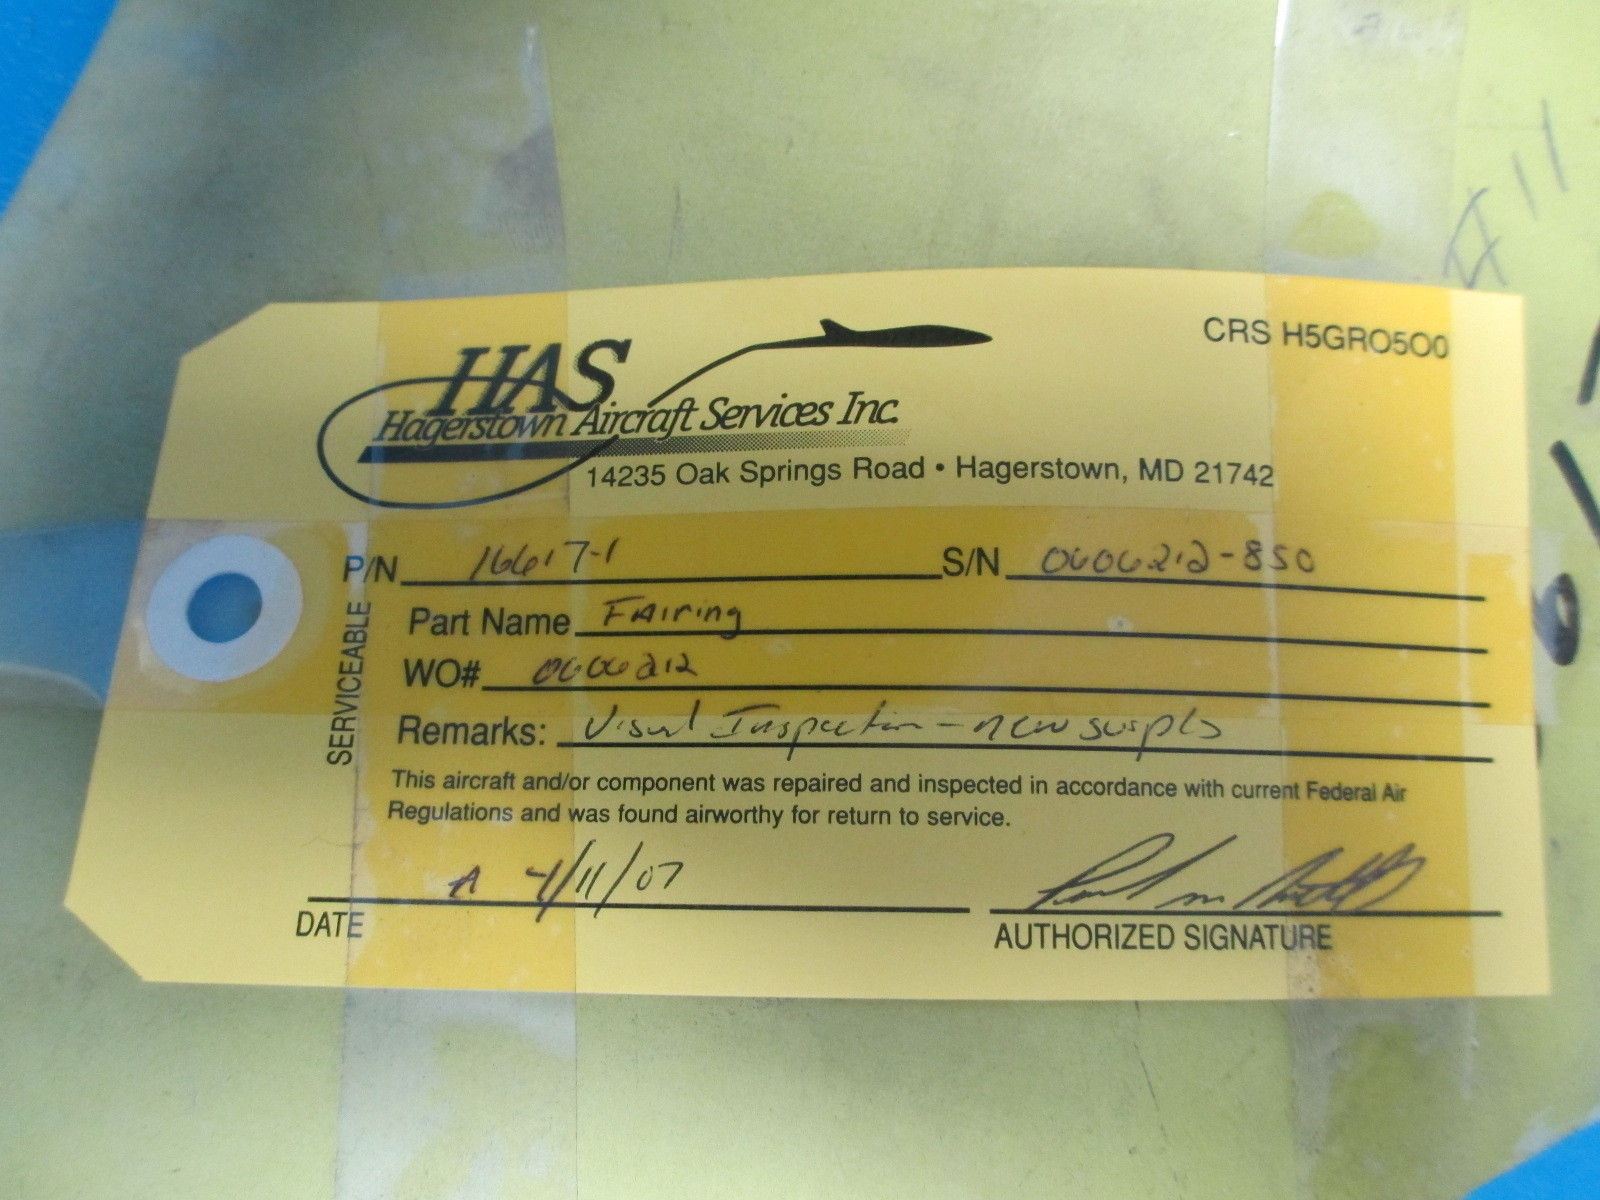 #11
HAS
CRS H5GRO5O0
Hagerstown Aircraft Services Inc.
14235 Oak Springs Road • Hagerstown, MD 21742
SERVICEABLE
P/N 16617-1 S/N 0606212-850
Part Name FAIring
WO# 0606212
Remarks: Visual Inspection - new surpls
This aircraft and/or component was repaired and inspected in accordance with current Federal Air
Regulations and was found airworthy for return to service.
A 4/11/07
DATE AUTHORIZED SIGNATURE